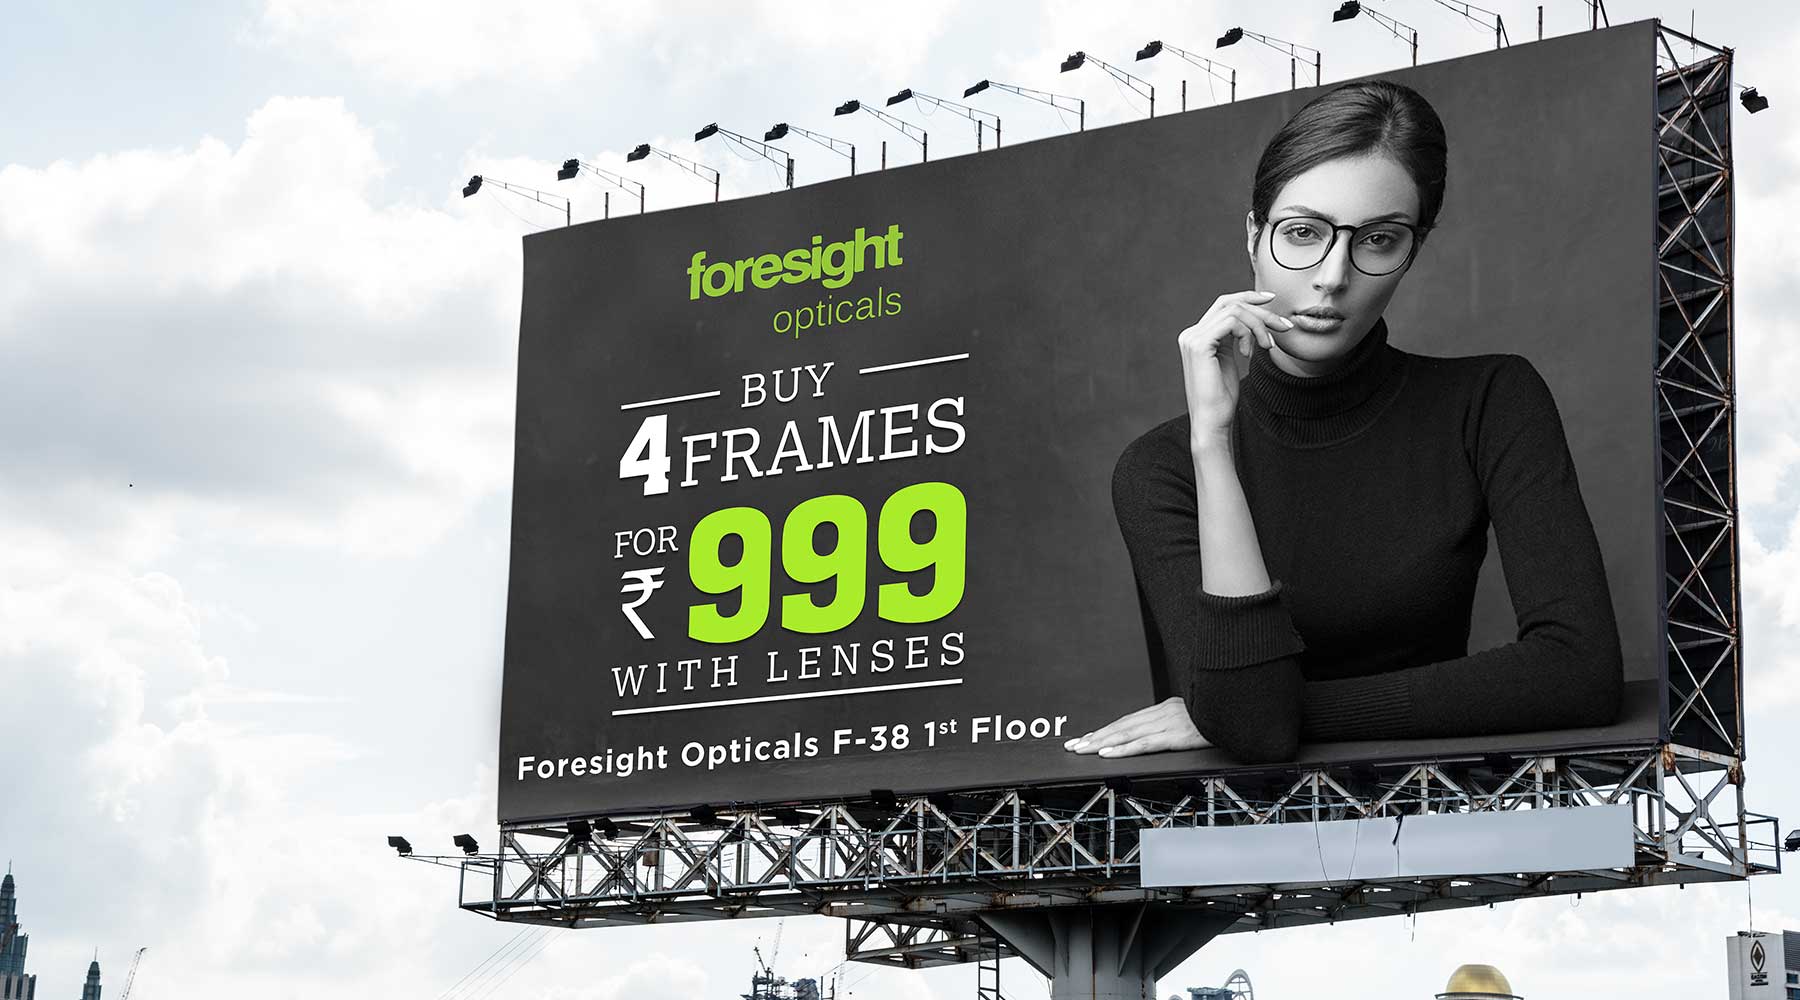 foresight
opticals
BUY
4 FRAMES
FOR
₹ 999
WITH LENSES
Foresight Opticals F-38 1st Floor